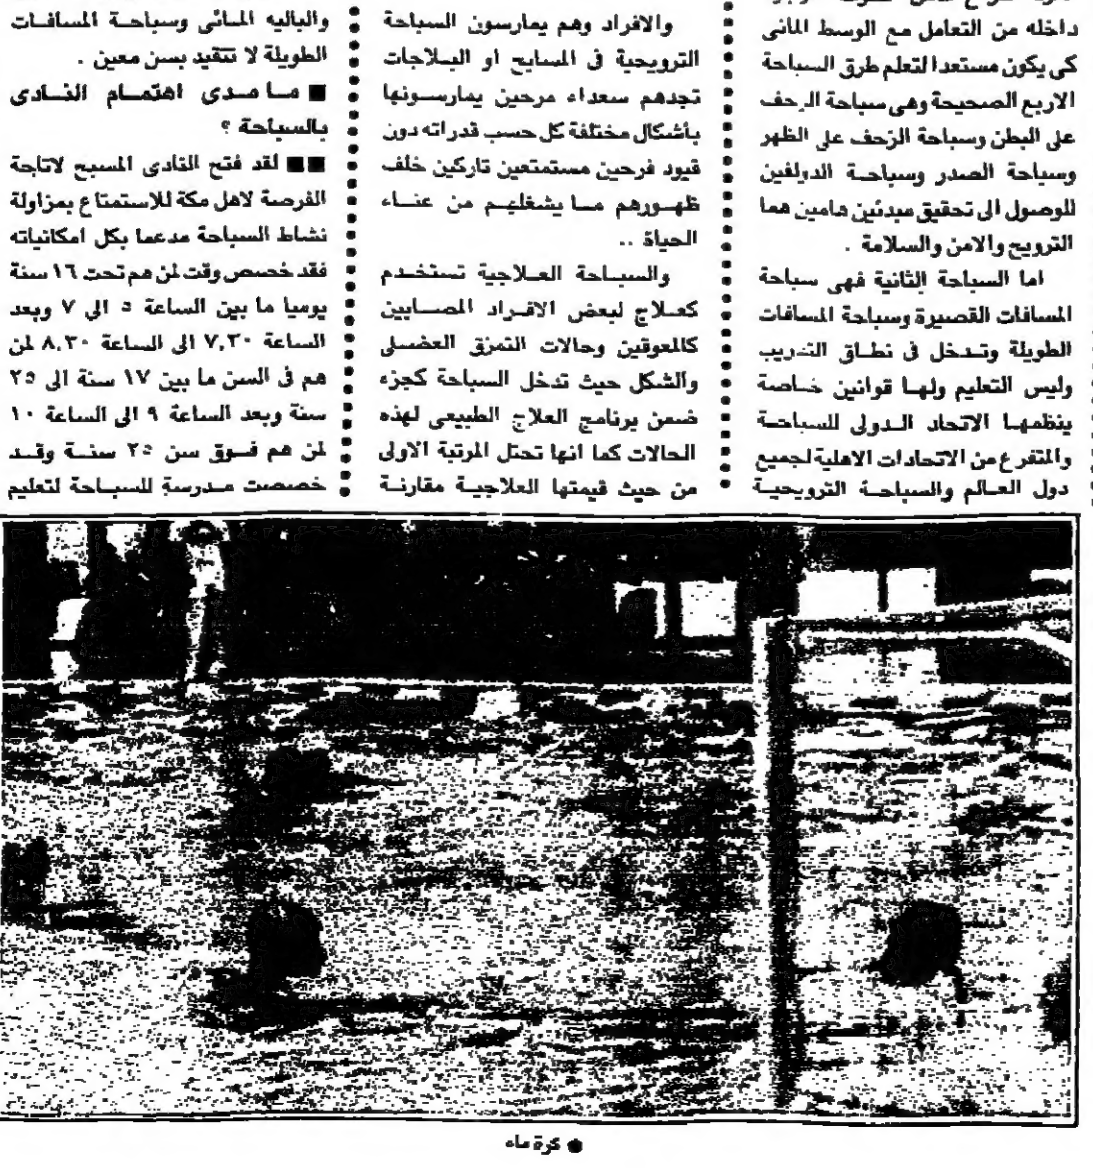 داخله من التعامل مع الوسط المائى
كى يكون مستعدا لتعلم طرق السباحة
الاربع الصحيحة وهى سباحة الزحف
على البطن وسباحة الزحف على الظهر
وسباحة الصدر وسباحة الدولفين
للوصول الى تحقيق مبدئين هامين هما
الترويح والامن والسلامة .
اما السباحة الثانية فهى سباحة
المسافات القصيرة وسباحة المسافات
الطويلة وتدخل فى نطاق التدريب
وليس التعليم ولها قوانين خاصة
ينظمها الاتحاد الدولى للسباحة
والمتفرع من الاتحادات الاهلية لجميع
دول العالم والسباحة الترويحية
والافراد وهم يمارسون السباحة
الترويحية فى المسابح او البلاجات
تجدهم سعداء مرحين يمارسونها
بأشكال مختلفة كل حسب قدراته دون
قيود فرحين مستمتعين تاركين خلف
ظهورهم ما يشغلهم من عناء
الحياة ..
والسباحة العلاجية تستخدم
كعلاج لبعض الافراد المصابين
كالمعوقين وحالات التمزق العضلى
والشكل حيث تدخل السباحة كجزء
ضمن برنامج العلاج الطبيعى لهذه
الحالات كما انها تحتل المرتبة الاولى
من حيث قيمتها العلاجية مقارنة
والباليه المائى وسباحة المسافات
الطويلة لا تتقيد بسن معين .
■ ما مدى اهتمام النادى
بالسباحة ؟
■■ لقد فتح النادى المسبح لاتاحة
الفرصة لاهل مكة للاستمتاع بمزاولة
نشاط السباحة مدعما بكل امكانياته
فقد خصص وقت لمن هم تحت ١٦ سنة
يوميا ما بين الساعة ٥ الى ٧ وبعد
الساعة ٧,٣٠ الى الساعة ٨,٣٠ لمن
هم فى السن ما بين ١٧ سنة الى ٢٥
سنة وبعد الساعة ٩ الى الساعة ١٠
لمن هم فوق سن ٢٥ سنة وقد
خصصت مدرسة للسباحة لتعليم
● كرة ماء